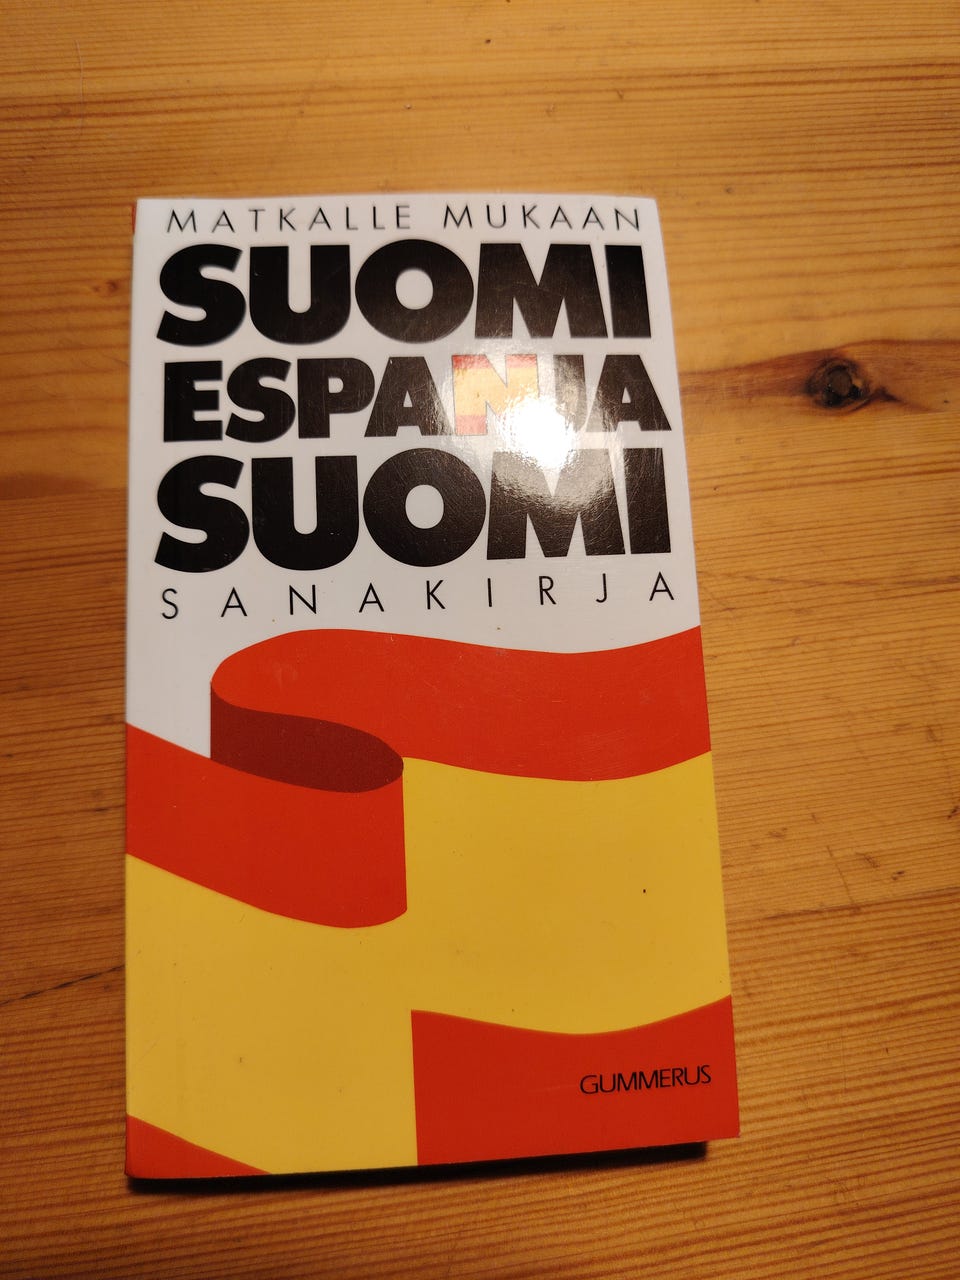 MATKALLE MUKAAN
SUOMI
ESPANJA
SUOMI
SANAKIRJA
GUMMERUS